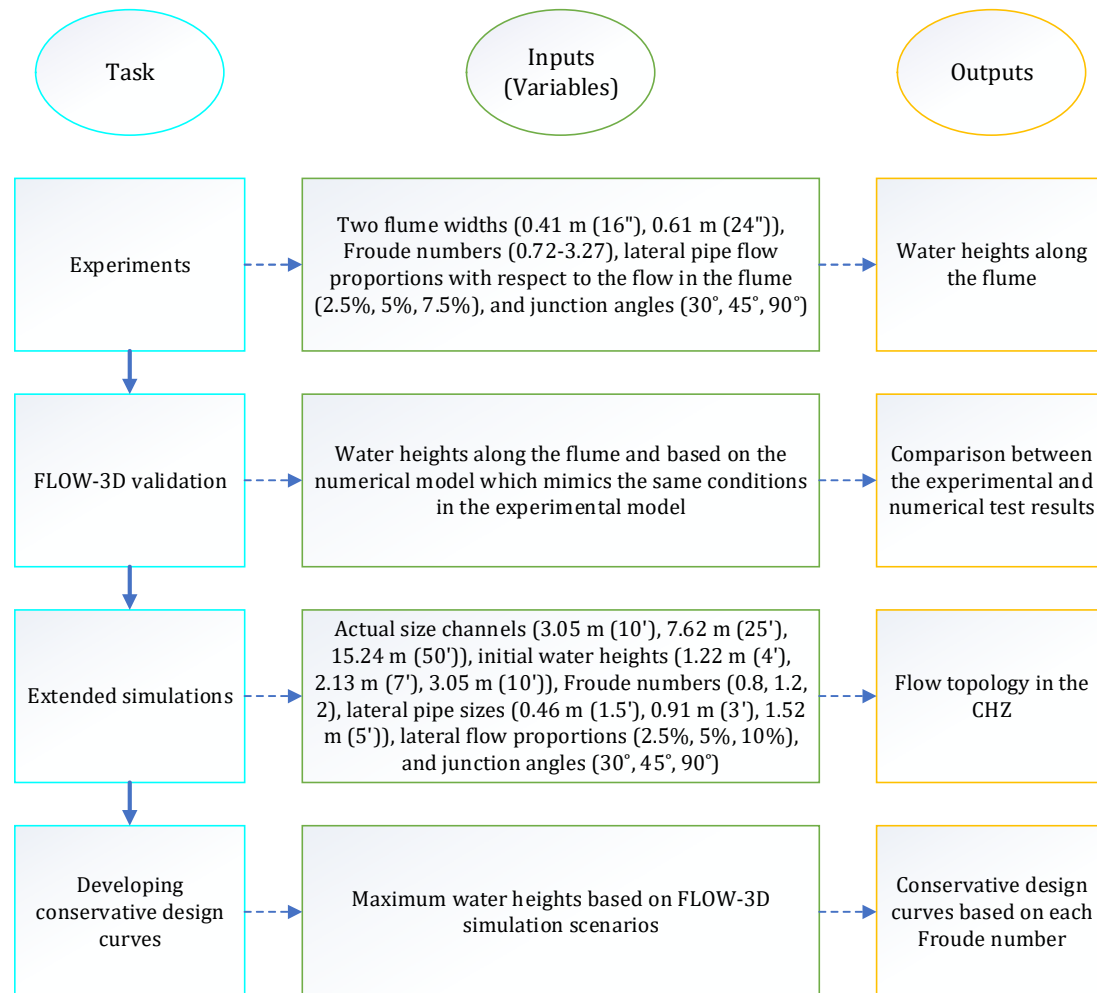 Task
Inputs
(Variables)
Outputs
Experiments
Two flume widths (0.41 m (16"), 0.61 m (24")),
Froude numbers (0.72-3.27), lateral pipe flow
proportions with respect to the flow in the flume
(2.5%, 5%, 7.5%), and junction angles (30˚, 45˚, 90˚)
Water heights along
the flume
FLOW-3D validation
Water heights along the flume and based on the
numerical model which mimics the same conditions
in the experimental model
Comparison between
the experimental and
numerical test results
Extended simulations
Actual size channels (3.05 m (10'), 7.62 m (25'),
15.24 m (50')), initial water heights (1.22 m (4'),
2.13 m (7'), 3.05 m (10')), Froude numbers (0.8, 1.2,
2), lateral pipe sizes (0.46 m (1.5'), 0.91 m (3'), 1.52
m (5')), lateral flow proportions (2.5%, 5%, 10%),
and junction angles (30˚, 45˚, 90˚)
Flow topology in the
CHZ
Developing
conservative design
curves
Maximum water heights based on FLOW-3D
simulation scenarios
Conservative design
curves based on each
Froude number